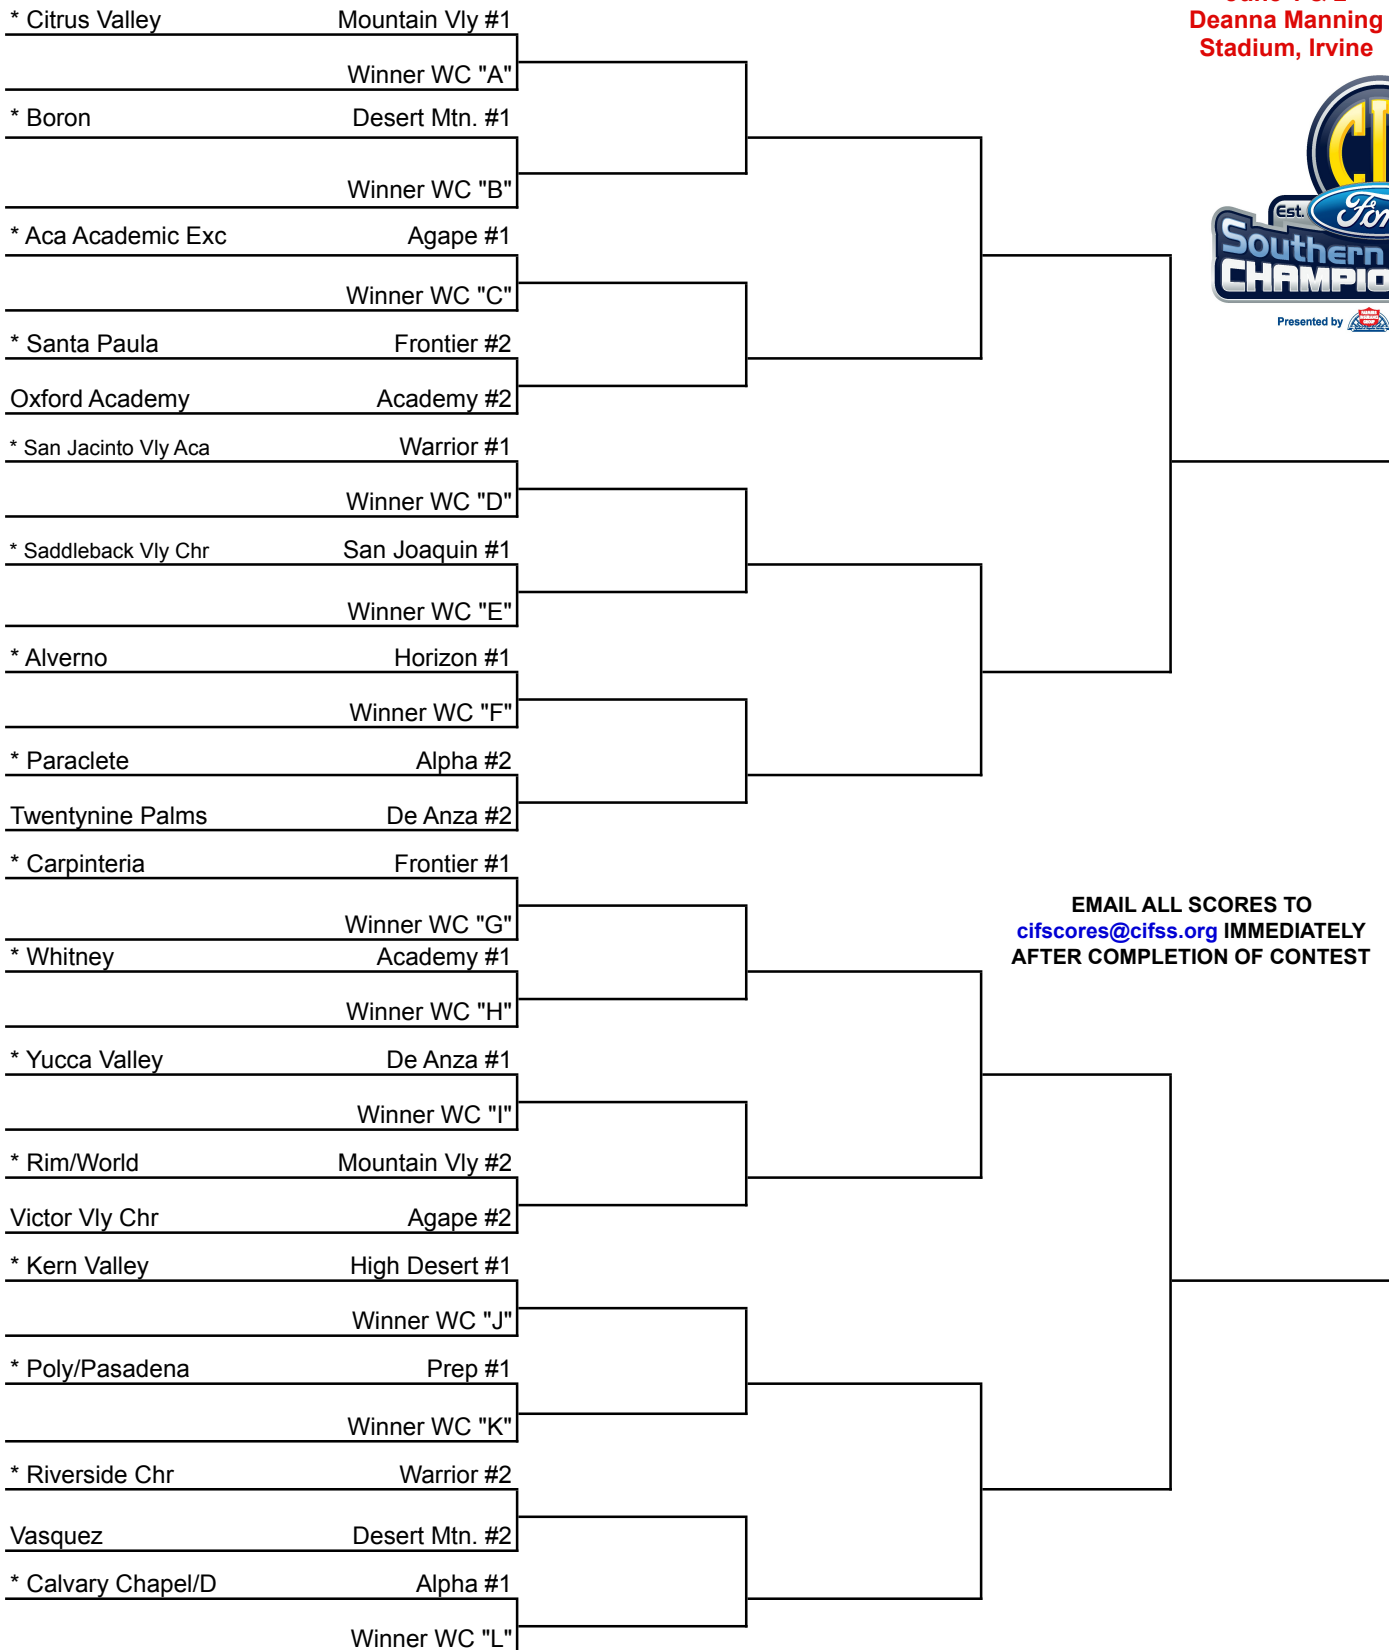 * Citrus Valley Mountain Vly #1
Winner WC "A"
* Boron Desert Mtn. #1
Winner WC "B"
* Aca Academic Exc Agape #1
Winner WC "C"
* Santa Paula Frontier #2
Oxford Academy Academy #2
* San Jacinto Vly Aca Warrior #1
Winner WC "D"
* Saddleback Vly Chr San Joaquin #1
Winner WC "E"
* Alverno Horizon #1
Winner WC "F"
* Paraclete Alpha #2
Twentynine Palms De Anza #2
* Carpinteria Frontier #1
Winner WC "G"
* Whitney Academy #1
Winner WC "H"
* Yucca Valley De Anza #1
Winner WC "I"
* Rim/World Mountain Vly #2
Victor Vly Chr Agape #2
* Kern Valley High Desert #1
Winner WC "J"
* Poly/Pasadena Prep #1
Winner WC "K"
* Riverside Chr Warrior #2
Vasquez Desert Mtn. #2
* Calvary Chapel/D Alpha #1
Winner WC "L"
Deanna Manning
Stadium, Irvine
CI
Est.
For
Southern
CHAMPIO
Presented by
EMAIL ALL SCORES TO
cifscores@cifss.org IMMEDIATELY
AFTER COMPLETION OF CONTEST